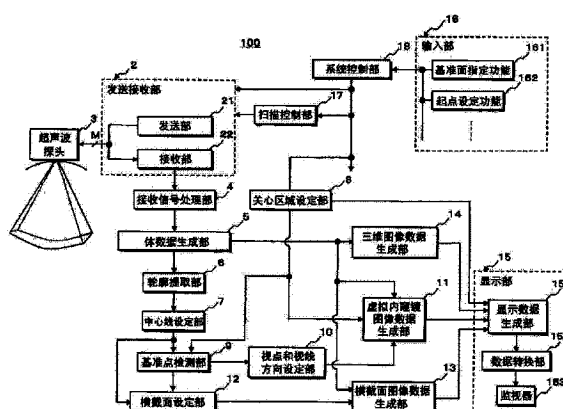 100
16
输入部
基准面指定功能
161
起点设定功能
162
18
系统控制部
2
发送接收部
21
发送部
22
接收部
17
扫描控制部
3
超声波
探头
M
4
接收信号处理部
8
关心区域设定部
5
体数据生成部
14
三维图像数据
生成部
6
轮廓提取部
7
中心线设定部
11
虚拟内窥镜
图像数据
生成部
15
显示部
15
显示数据
生成部
9
基准点检测部
10
视点和视线
方向设定部
15
数据转换部
12
横截面设定部
13
横截面图像数据
生成部
监视器
153